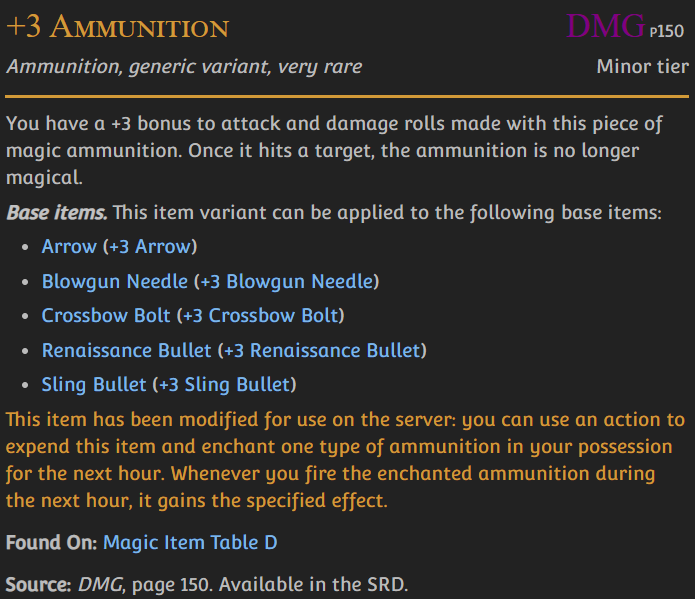 +3 Ammunition DMG P150
Ammunition, generic variant, very rare Minor tier
You have a +3 bonus to attack and damage rolls made with this piece of
magic ammunition. Once it hits a target, the ammunition is no longer
magical.
Base items. This item variant can be applied to the following base items:
• Arrow (+3 Arrow)
• Blowgun Needle (+3 Blowgun Needle)
• Crossbow Bolt (+3 Crossbow Bolt)
• Renaissance Bullet (+3 Renaissance Bullet)
• Sling Bullet (+3 Sling Bullet)
This item has been modified for use on the server: you can use an action to
expend this item and enchant one type of ammunition in your possession
for the next hour. Whenever you fire the enchanted ammunition during
the next hour, it gains the specified effect.
Found On: Magic Item Table D
Source: DMG, page 150. Available in the SRD.